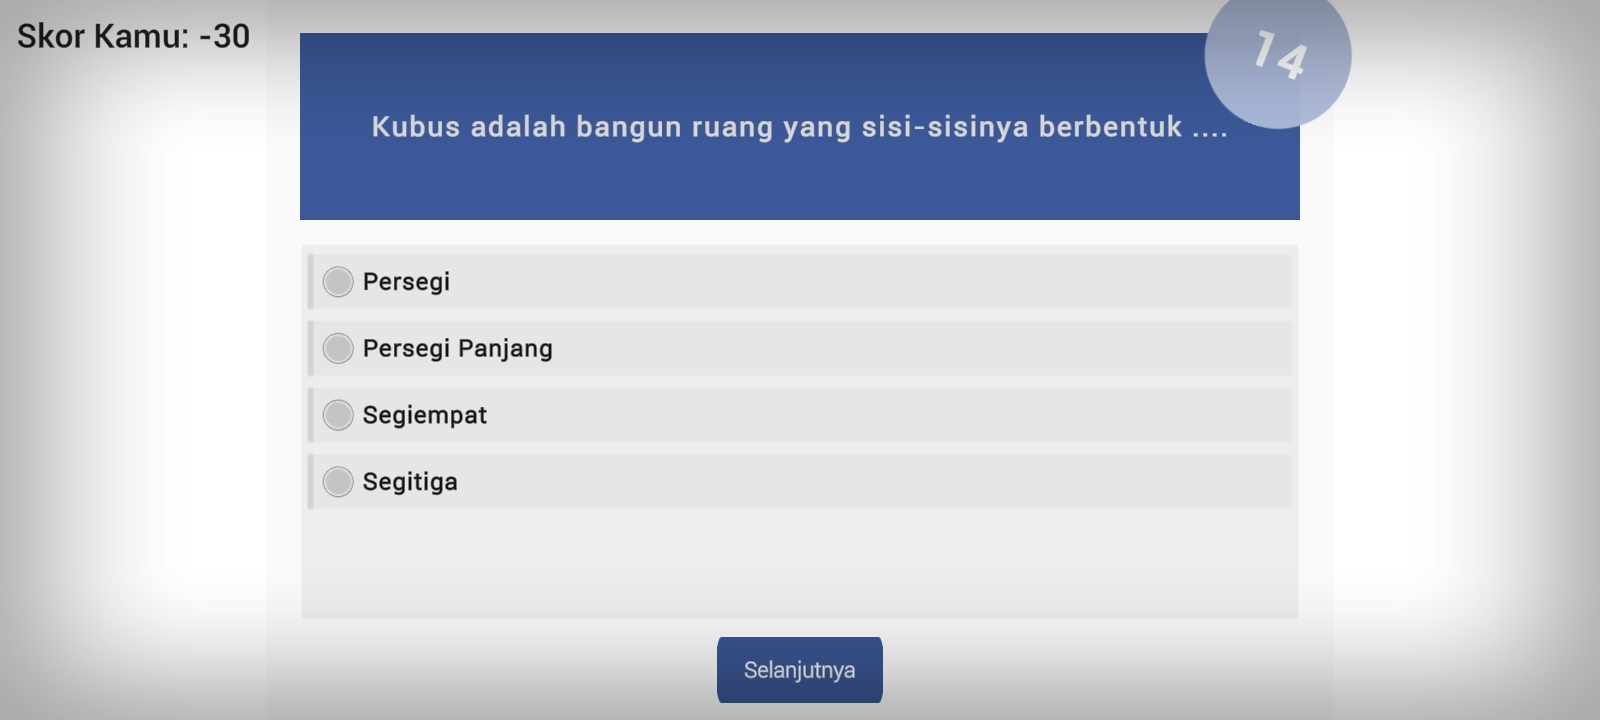 Skor Kamu: -30
14
Kubus adalah bangun ruang yang sisi-sisinya berbentuk ....
Persegi
Persegi Panjang
Segiempat
Segitiga
Selanjutnya